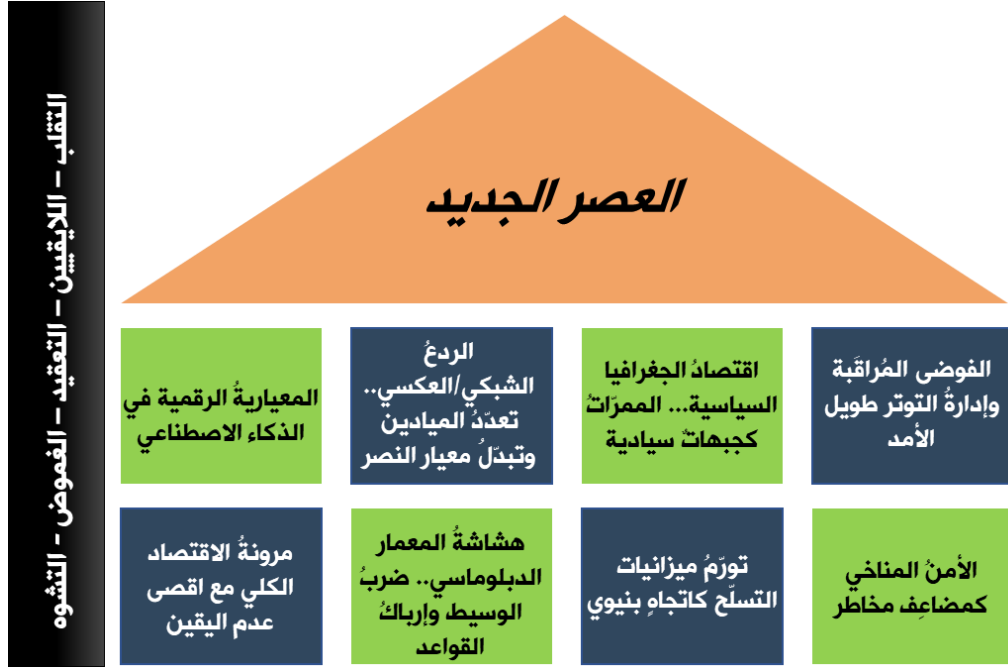 العصر الجديد
الفوضى المُراقَبة
وإدارةُ التوتر طويل
الأمد
اقتصادُ الجغرافيا
السياسية... الممرّاتُ
كجبهاتٌ سيادية
الردعُ
الشبكي/العكسي..
تعدّدُ الميادين
وتبدّلُ معيار النصر
المعياريةُ الرقمية في
الذكاء الاصطناعي
الأمنُ المناخي
كمضاعِف مخاطر
تورّمُ ميزانيات
التسلّح كاتجاهٍ بنيوي
هشاشةُ المعمار
الدبلوماسي.. ضربُ
الوسيط وإرباكُ
القواعد
مرونةُ الاقتصاد
الكلي مع اقصى
عدم اليقين
التقلب – اللايقيين – التعقيد – الغموض - التشوه